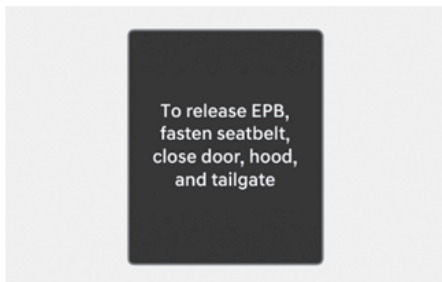 To release EPB,
fasten seatbelt,
close door, hood,
and tailgate